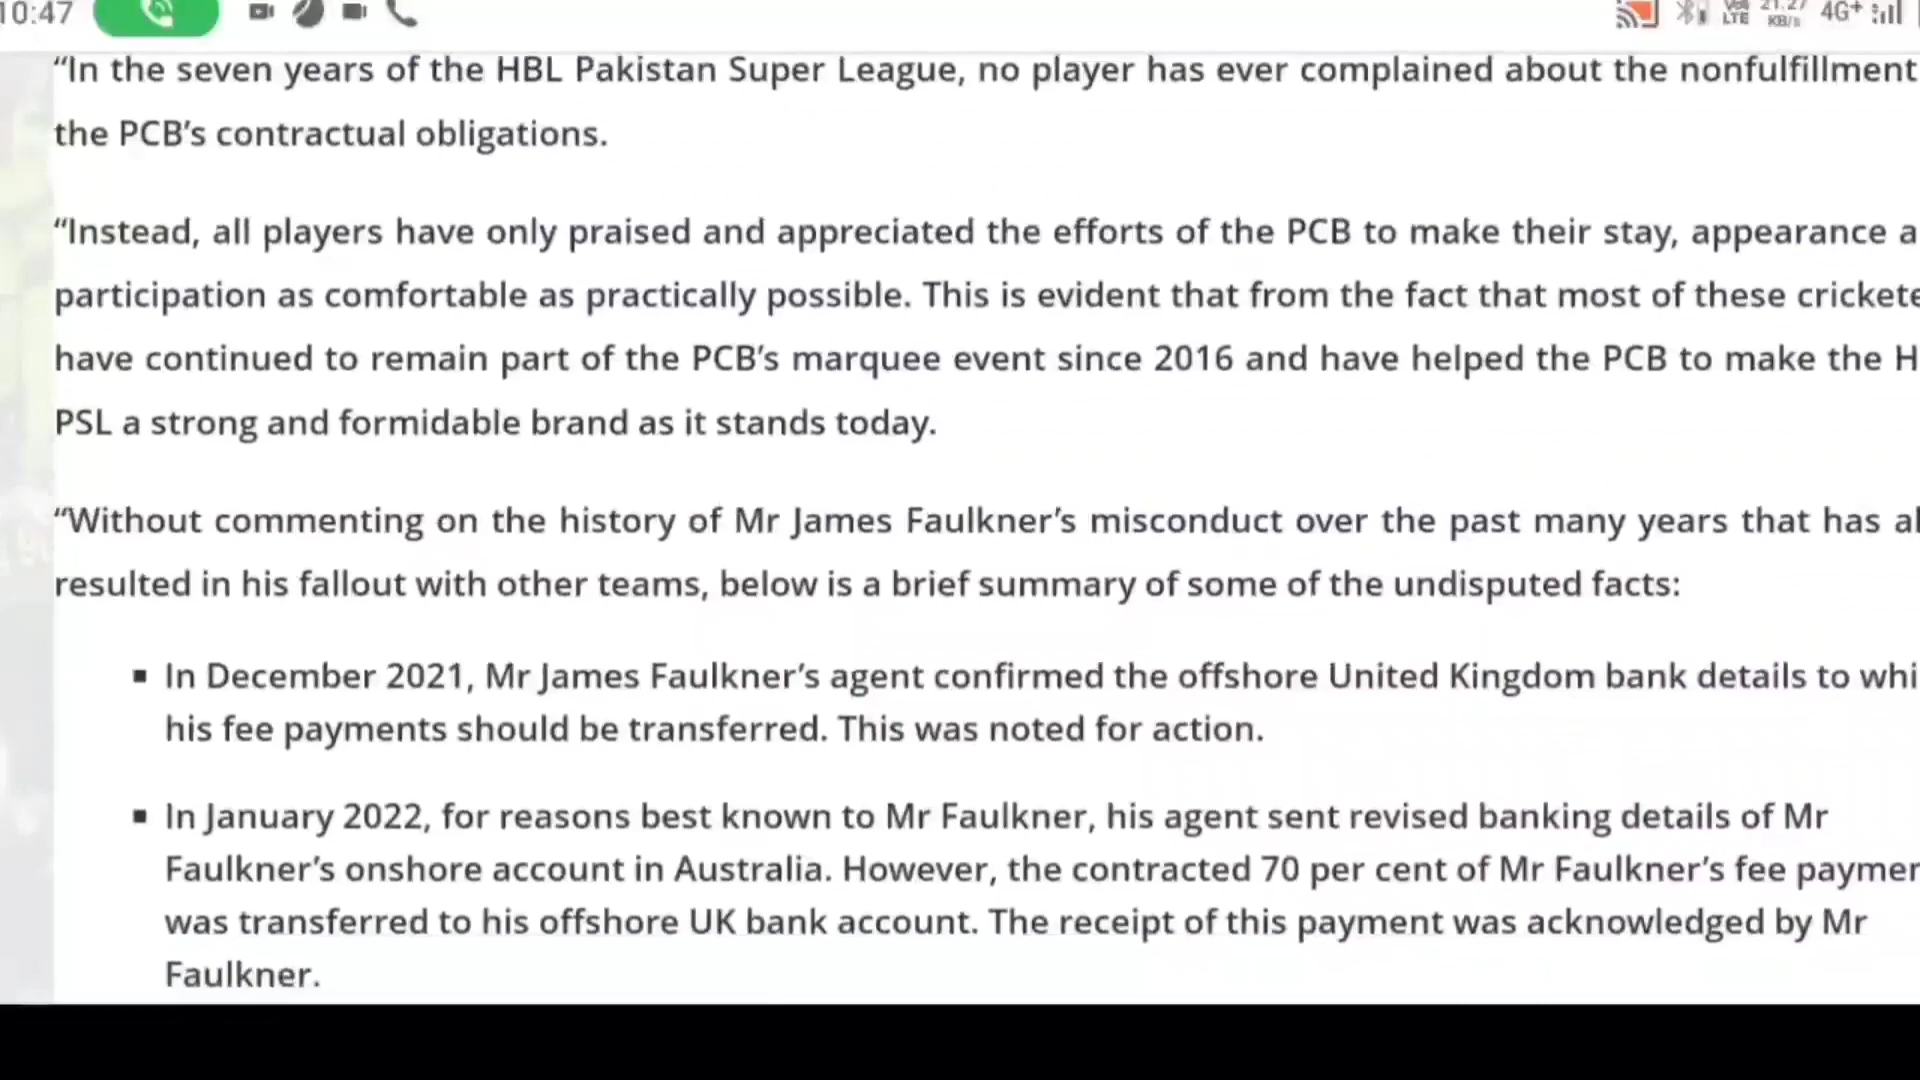 10:47
21.27
Vo LTE KB/s 4G+
“In the seven years of the HBL Pakistan Super League, no player has ever complained about the nonfulfillment
the PCB’s contractual obligations.
“Instead, all players have only praised and appreciated the efforts of the PCB to make their stay, appearance a
participation as comfortable as practically possible. This is evident that from the fact that most of these crickete
have continued to remain part of the PCB’s marquee event since 2016 and have helped the PCB to make the H
PSL a strong and formidable brand as it stands today.
“Without commenting on the history of Mr James Faulkner’s misconduct over the past many years that has al
resulted in his fallout with other teams, below is a brief summary of some of the undisputed facts:
▪ In December 2021, Mr James Faulkner’s agent confirmed the offshore United Kingdom bank details to whi
his fee payments should be transferred. This was noted for action.
▪ In January 2022, for reasons best known to Mr Faulkner, his agent sent revised banking details of Mr
Faulkner’s onshore account in Australia. However, the contracted 70 per cent of Mr Faulkner’s fee paymen
was transferred to his offshore UK bank account. The receipt of this payment was acknowledged by Mr
Faulkner.